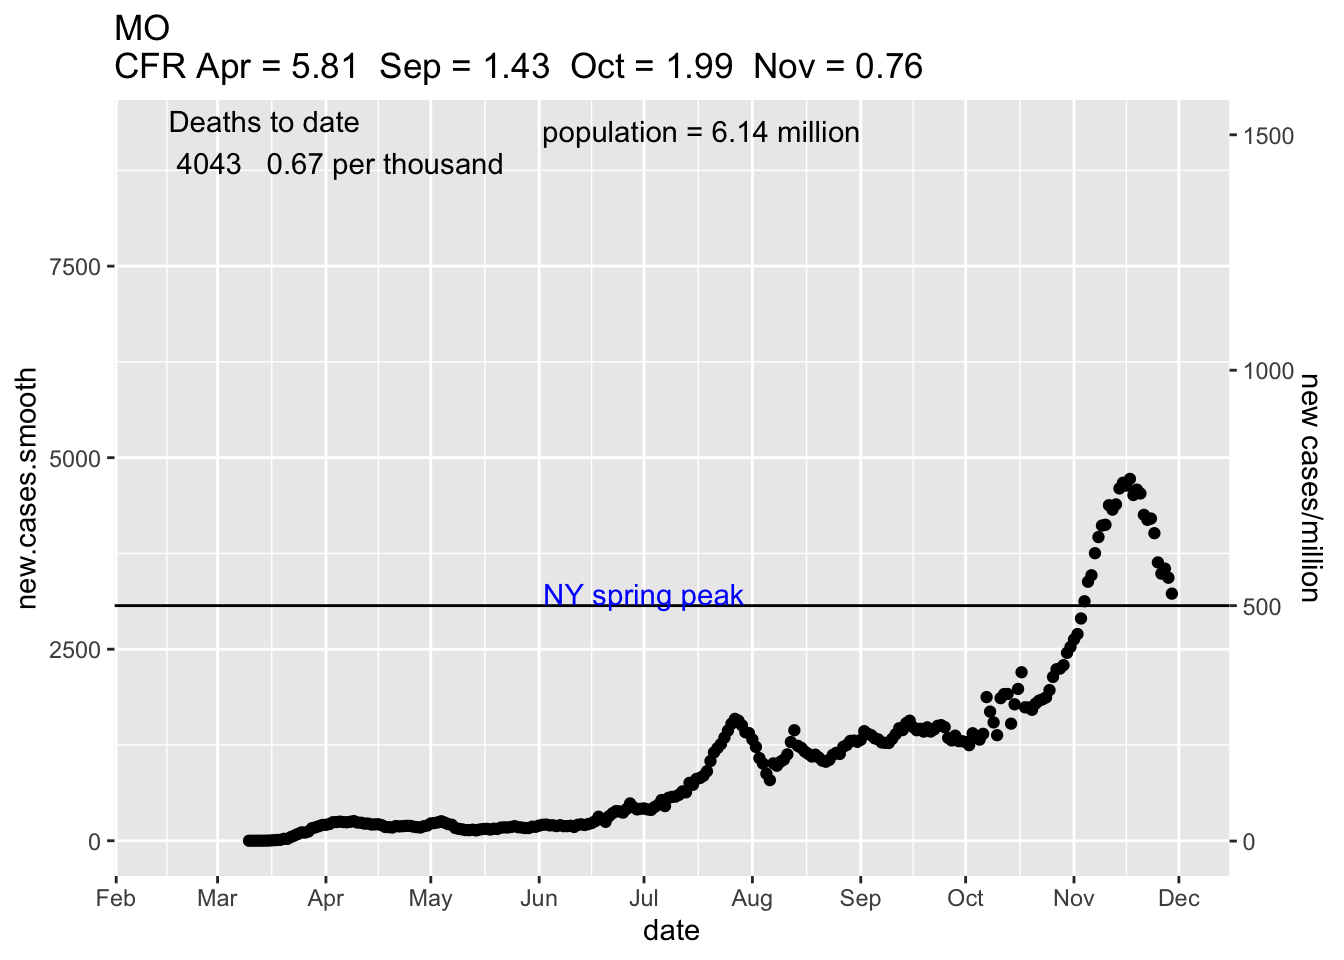 MO
CFR Apr = 5.81  Sep = 1.43  Oct = 1.99  Nov = 0.76
Deaths to date
4043   0.67 per thousand
population = 6.14 million
NY spring peak
new.cases.smooth
7500
5000
2500
0
1500
1000
500
0
new cases/million
Feb Mar Apr May Jun Jul Aug Sep Oct Nov Dec
date